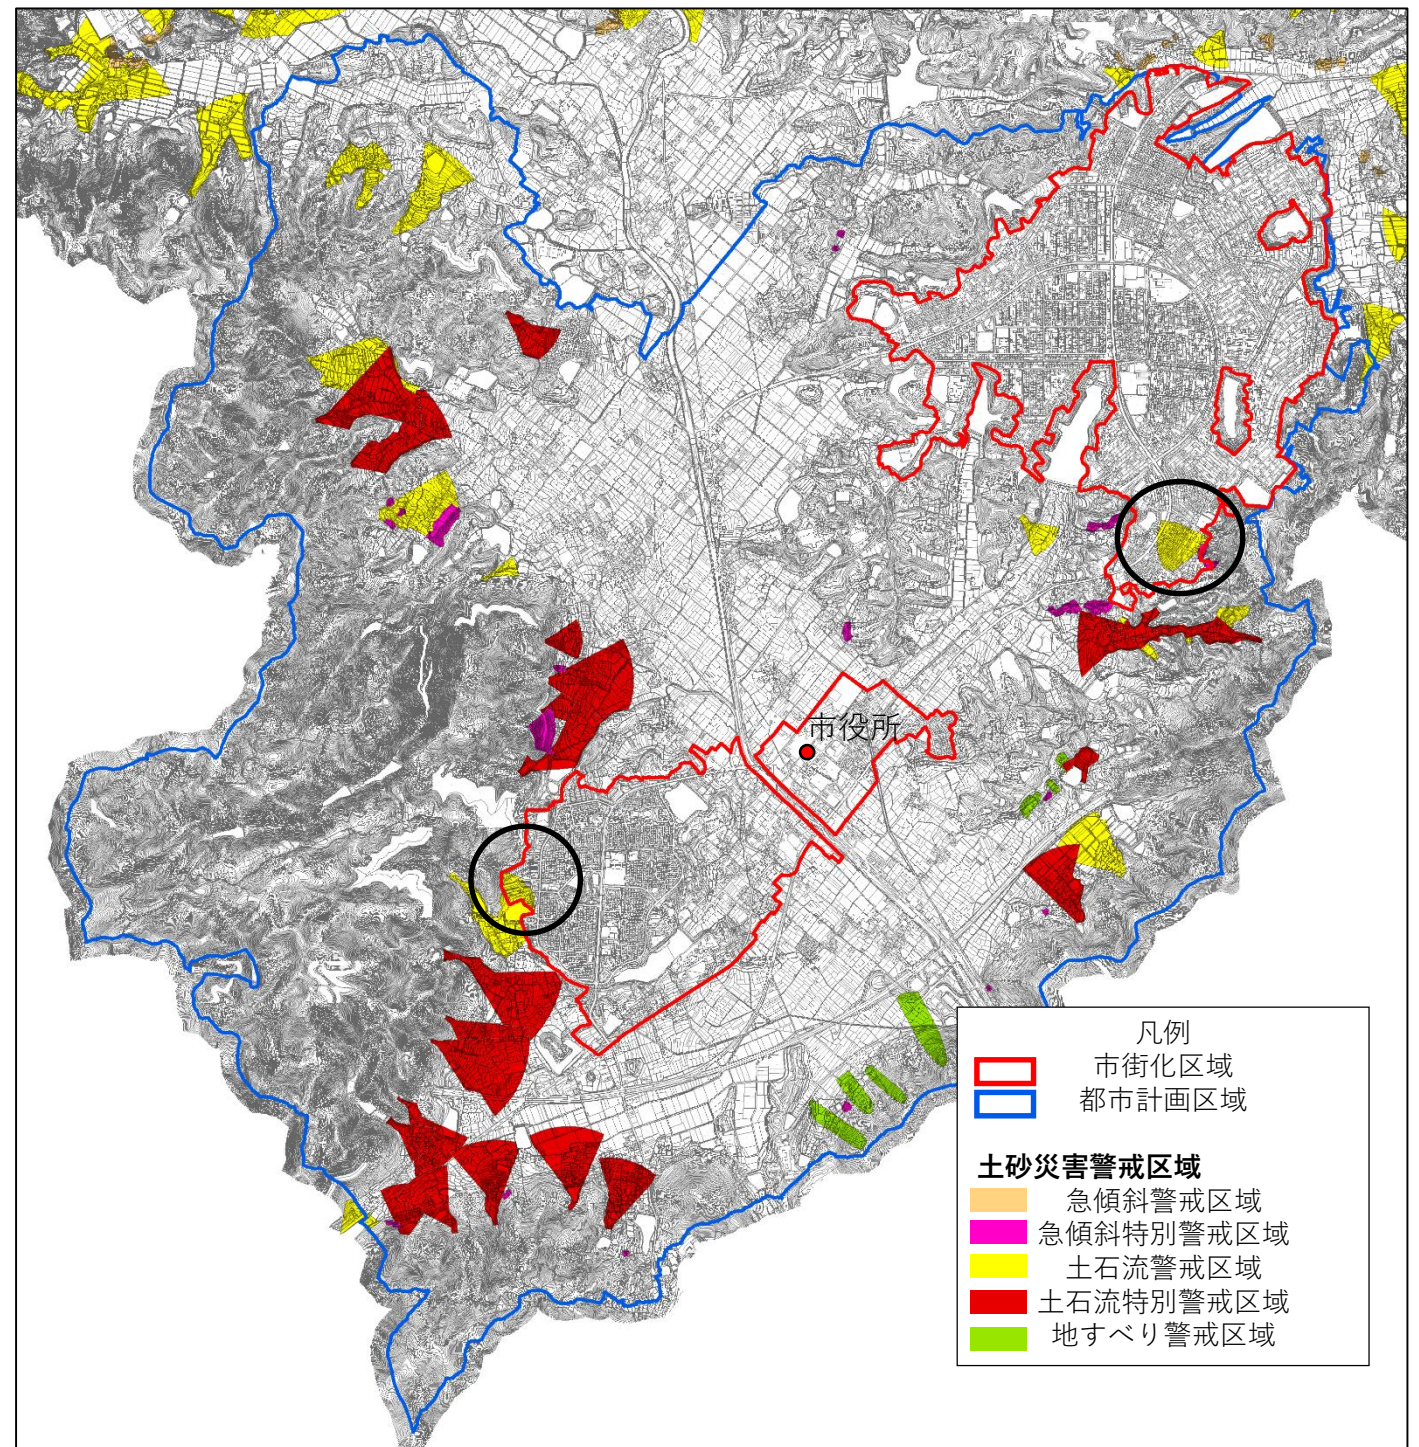 市役所
凡例
市街化区域
都市計画区域
土砂災害警戒区域
急傾斜警戒区域
急傾斜特別警戒区域
土石流警戒区域
土石流特別警戒区域
地すべり警戒区域